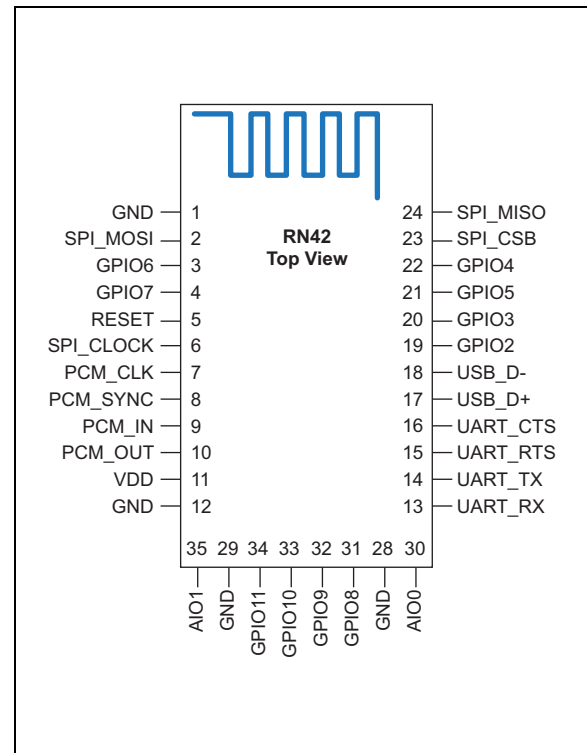 RN42
Top View
GND 1
SPI_MOSI 2
GPIO6 3
GPIO7 4
RESET 5
SPI_CLOCK 6
PCM_CLK 7
PCM_SYNC 8
PCM_IN 9
PCM_OUT 10
VDD 11
GND 12
24 SPI_MISO
23 SPI_CSB
22 GPIO4
21 GPIO5
20 GPIO3
19 GPIO2
18 USB_D-
17 USB_D+
16 UART_CTS
15 UART_RTS
14 UART_TX
13 UART_RX
35 29 34 33 32 31 28 30
AIO1
GND
GPIO11
GPIO10
GPIO9
GPIO8
GND
AIO0